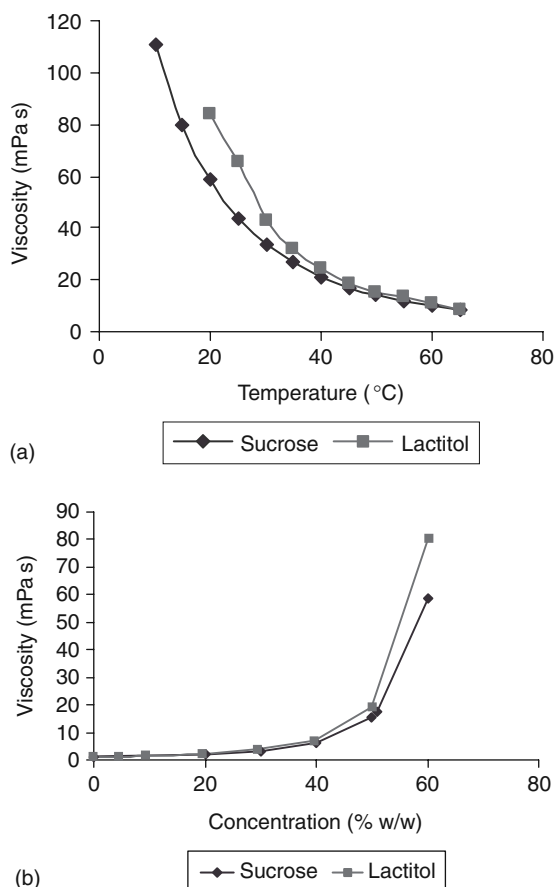 120
100
80
60
40
20
0
Viscosity (mPa s)
0 20 40 60 80
Temperature (°C)
(a)
Sucrose Lactitol
90
80
70
60
50
40
30
20
10
0
Viscosity (mPa s)
0 20 40 60 80
Concentration (% w/w)
(b)
Sucrose Lactitol